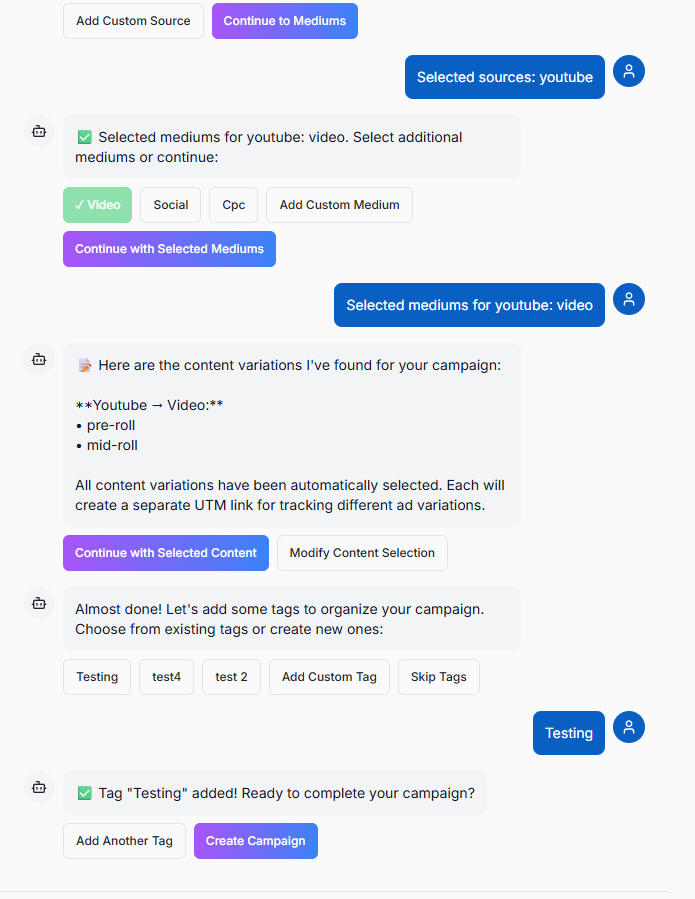 Add Custom Source Continue to Mediums
Selected sources: youtube
✅ Selected mediums for youtube: video. Select additional
mediums or continue:
✓ Video Social Cpc Add Custom Medium
Continue with Selected Mediums
Selected mediums for youtube: video
📝 Here are the content variations I've found for your campaign:
**Youtube → Video:**
• pre-roll
• mid-roll
All content variations have been automatically selected. Each will
create a separate UTM link for tracking different ad variations.
Continue with Selected Content Modify Content Selection
Almost done! Let's add some tags to organize your campaign.
Choose from existing tags or create new ones:
Testing test4 test 2 Add Custom Tag Skip Tags
Testing
✅ Tag "Testing" added! Ready to complete your campaign?
Add Another Tag Create Campaign